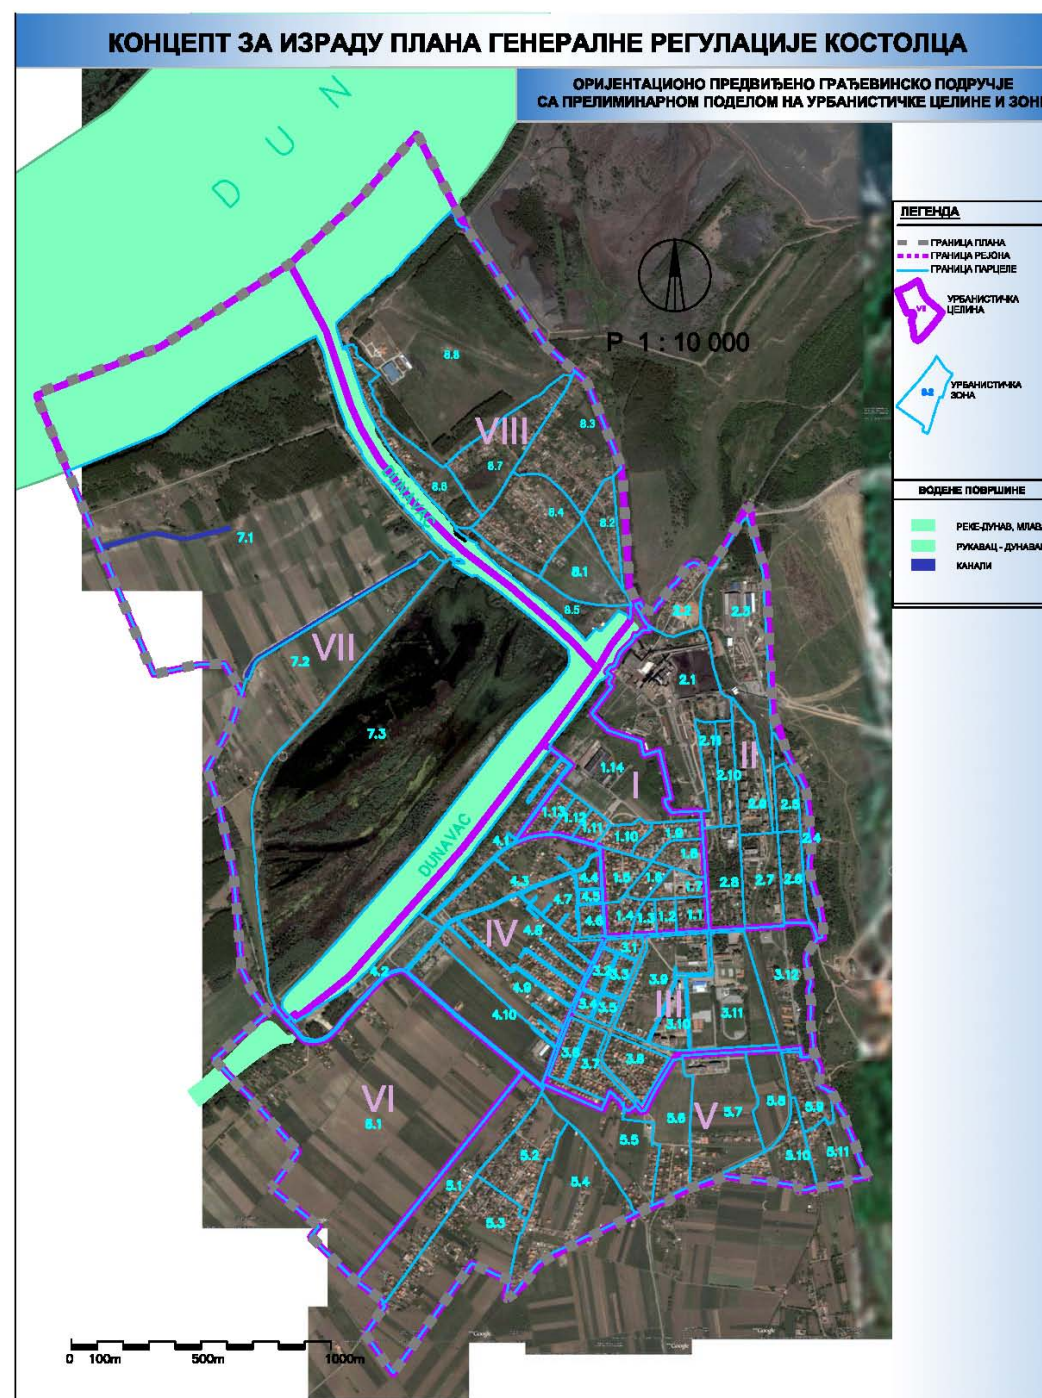 КОНЦЕПТ ЗА ИЗРАДУ ПЛАНА ГЕНЕРАЛНЕ РЕГУЛАЦИЈЕ КОСТОЛЦА
ОРИЈЕНТАЦИОНО ПРЕДВИЂЕНО ГРАЂЕВИНСКО ПОДРУЧЈЕ
СА ПРЕЛИМИНАРНОМ ПОДЕЛОМ НА УРБАНИСТИЧКЕ ЦЕЛИНЕ И ЗОНЕ
D U N
ЛЕГЕНДА
ГРАНИЦА ПЛАНА
ГРАНИЦА РЕЈОНА
ГРАНИЦА ПАРЦЕЛЕ
УРБАНИСТИЧКА
ЦЕЛИНА
УРБАНИСТИЧКА
ЗОНА
ВОДЕНЕ ПОВРШИНЕ
РЕКЕ-ДУНАВ, МЛАВА
РУКАВАЦ - ДУНАВАЦ
КАНАЛИ
Р 1 : 10 000
8.8
VIII
8.3
8.7
8.6
DUNAVAC
8.4
8.2
7.1
8.1
8.5
2.2
2.3
VII
7.2
2.1
7.3
2.11
II
2.10
1.14
I
2.9
2.5
1.13
1.12
1.11
1.10
1.9
2.4
DUNAVAC
4.1
1.8
4.3
4.4
1.5
1.6
1.7
2.8
2.7
2.6
4.7
4.5
4.6
1.4
1.3
1.2
1.1
IV
4.8
3.1
4.2
3.2
3.3
3.9
3.12
4.9
III
4.10
3.4
3.5
3.10
3.11
3.6
3.7
3.8
VI
6.1
5.6
V
5.7
5.8
5.9
5.5
5.2
5.10
5.11
5.1
5.4
5.3
0 100m 500m 1000m
Google
Google